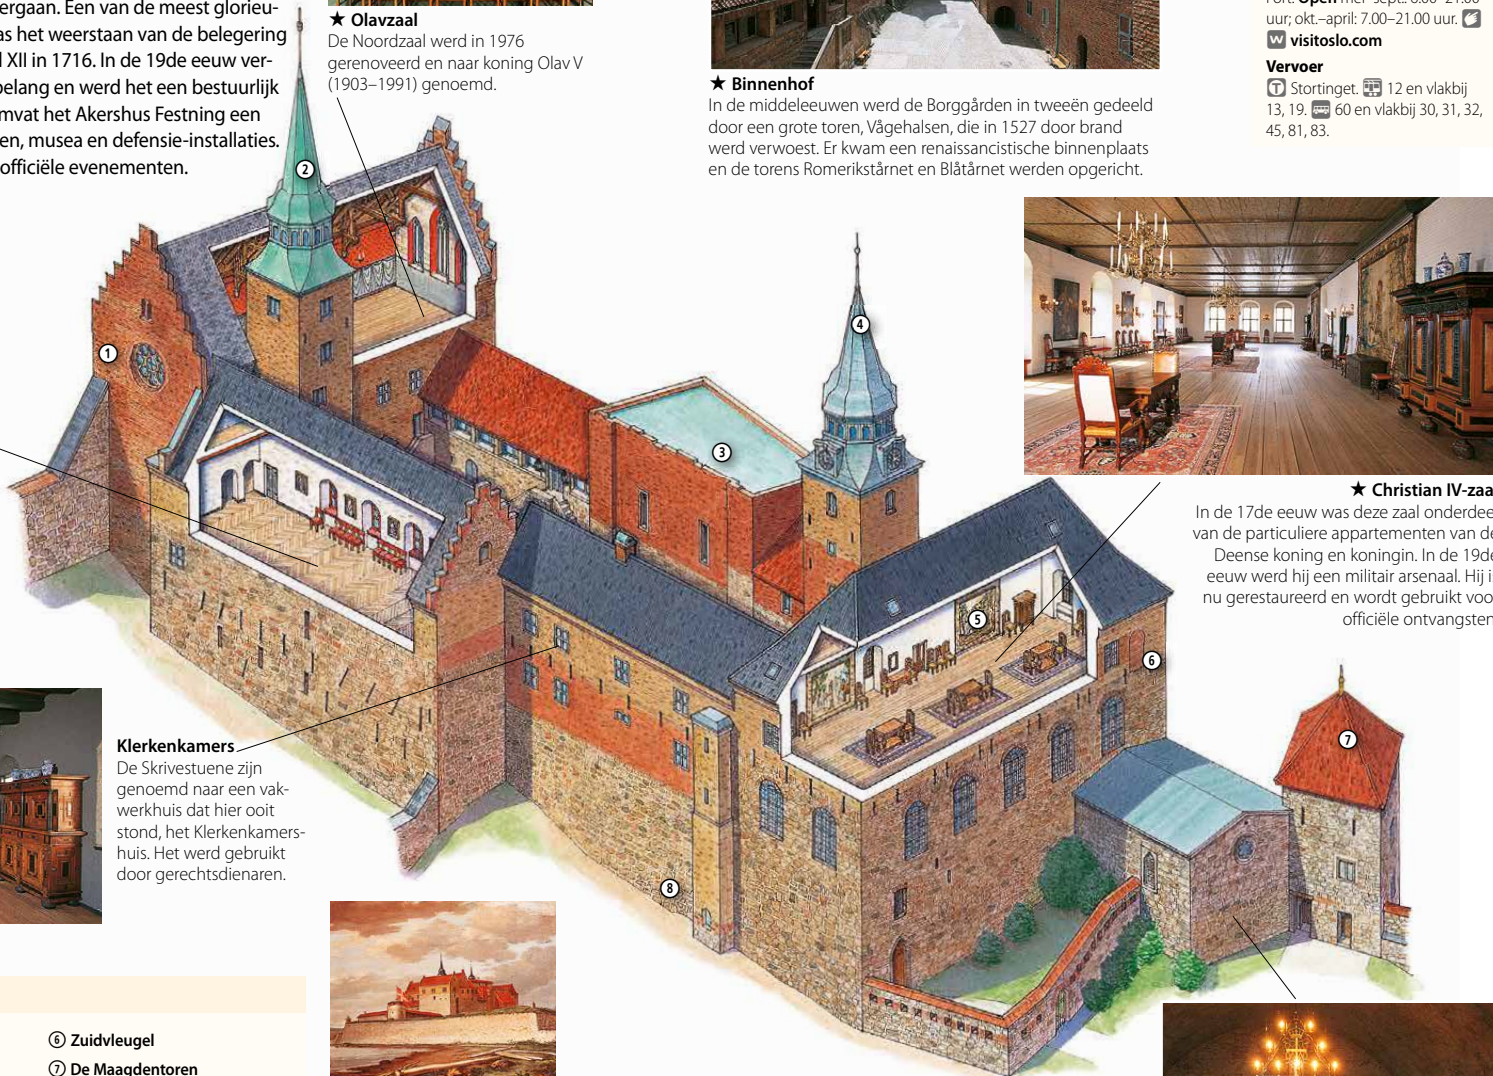 ergaan. Een van de meest glorieu-
as het weerstaan van de belegering
l XII in 1716. In de 19de eeuw ver-
belang en werd het een bestuurlijk
mvat het Akershus Festning een
en, musea en defensie-installaties.
officiële evenementen.
★ Olavzaal
De Noordzaal werd in 1976
gerenoveerd en naar koning Olav V
(1903–1991) genoemd.
★ Binnenhof
In de middeleeuwen werd de Borggården in tweeën gedeeld
door een grote toren, Vågehalsen, die in 1527 door brand
werd verwoest. Er kwam een renaissancistische binnenplaats
en de torens Romerikstårnet en Blåtårnet werden opgericht.
Fort: Open mei–sept.: 6.00–21.00
uur; okt.–april: 7.00–21.00 uur.
W visitoslo.com
Vervoer
T Stortinget. 12 en vlakbij
13, 19. 60 en vlakbij 30, 31, 32,
45, 81, 83.
★ Christian IV-zaa
In de 17de eeuw was deze zaal onderdee
van de particuliere appartementen van de
Deense koning en koningin. In de 19de
eeuw werd hij een militair arsenaal. Hij i
nu gerestaureerd en wordt gebruikt voo
officiële ontvangsten
Klerkenkamers
De Skrivestuene zijn
genoemd naar een vak-
werkhuis dat hier ooit
stond, het Klerkenkamers-
huis. Het werd gebruikt
door gerechtsdienaren.
1
2
3
4
5
6
7
8
⑥ Zuidvleugel
⑦ De Maagdentoren